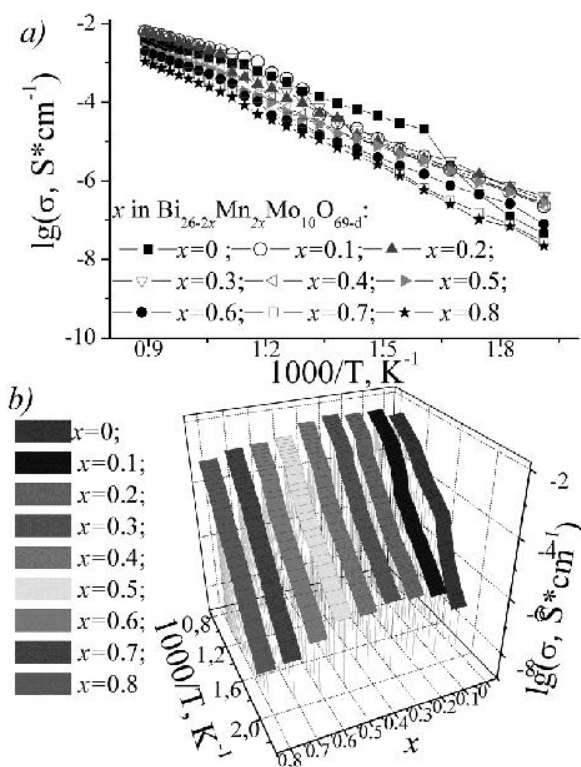 a)
-2
-4
-6
-8
-10
lg(σ, S*cm⁻¹)
x in Bi₂₆₋₂ₓMn₂ₓMo₁₀O₆₉₋d:
x=0 ; x=0.1; x=0.2;
x=0.3; x=0.4; x=0.5;
x=0.6; x=0.7; x=0.8
0.9 1.2 1.5 1.8
1000/T, K⁻¹
b)
x=0;
x=0.1;
x=0.2;
x=0.3;
x=0.4;
x=0.5;
x=0.6;
x=0.7;
x=0.8
-2
-4
-6
-8
lg(σ, S*cm⁻¹)
0,8
1,2
1,6
2,0
1000/T, K⁻¹
0.8 0.7 0.6 0.5 0.4 0.3 0.2 0.1 0
x